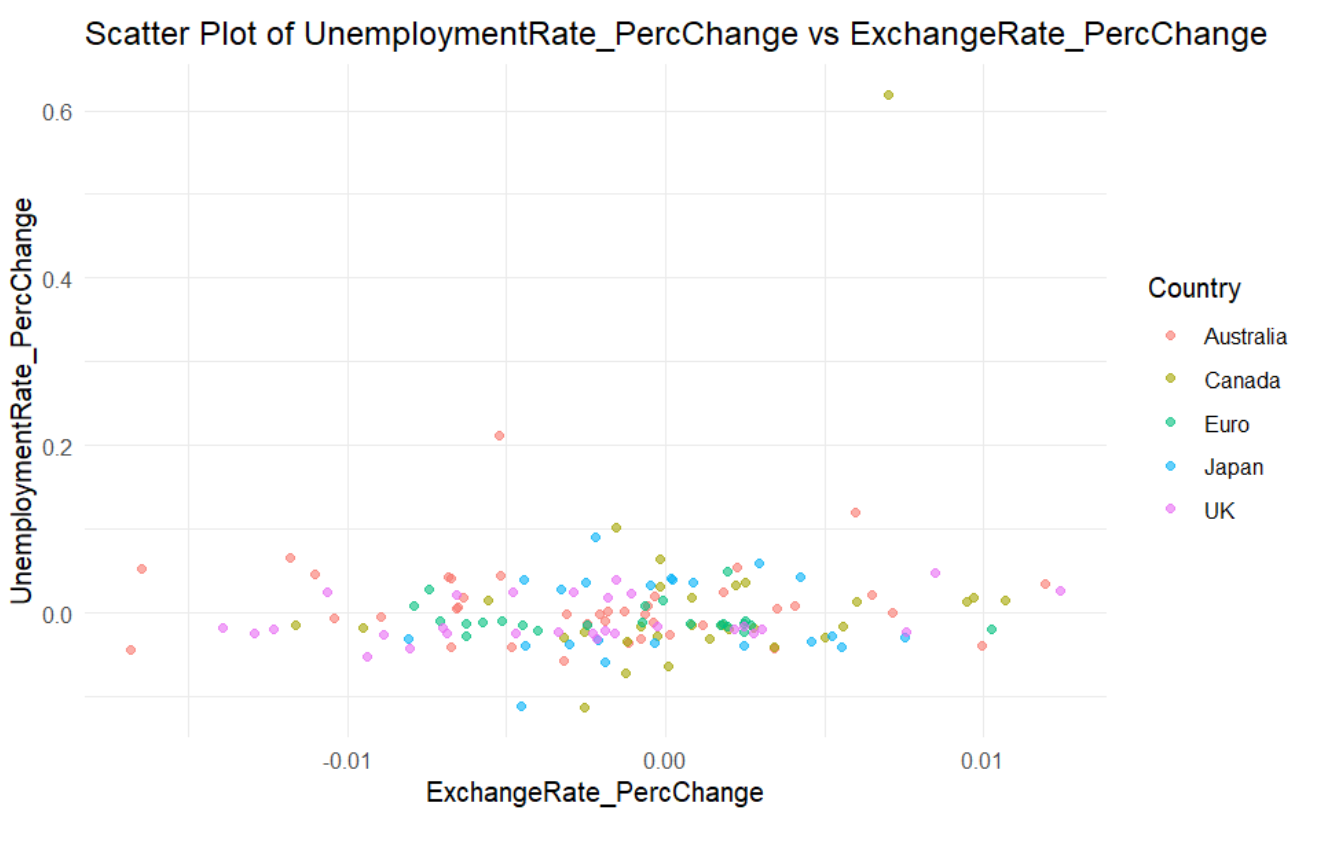 Scatter Plot of UnemploymentRate_PercChange vs ExchangeRate_PercChange
UnemploymentRate_PercChange
0.6
0.4
0.2
0.0
-0.01
0.00
0.01
ExchangeRate_PercChange
Country
Australia
Canada
Euro
Japan
UK